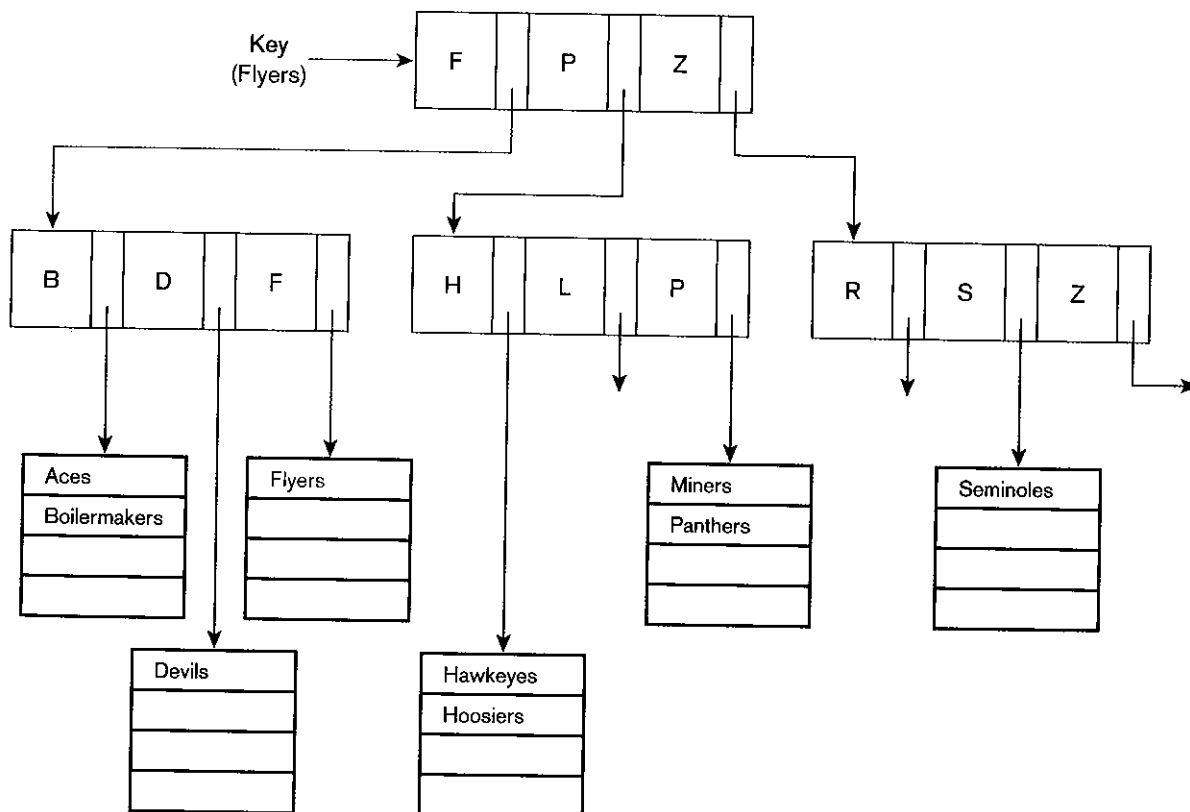 Key
(Flyers)
F P Z
B D F
H L P
R S Z
Aces
Boilermakers
Flyers
Miners
Panthers
Seminoles
Devils
Hawkeyes
Hoosiers